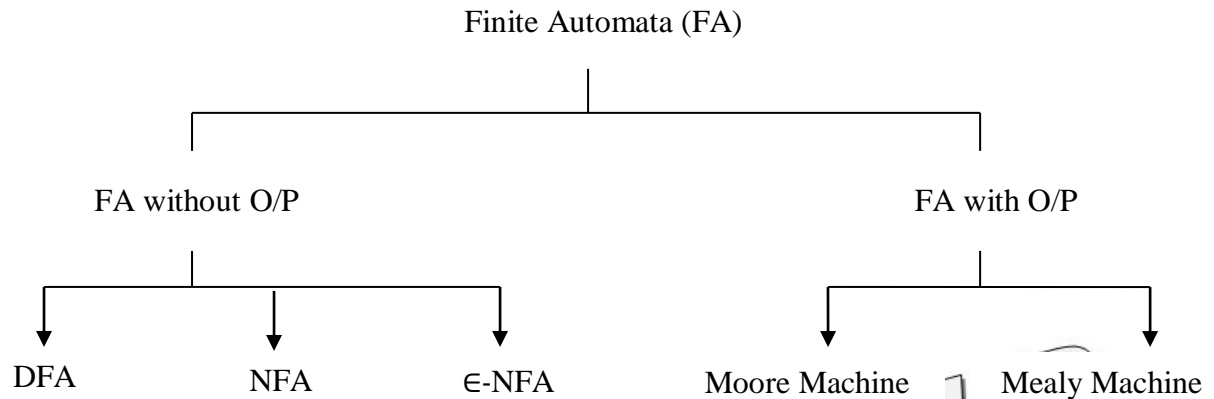 Finite Automata (FA)
FA without O/P FA with O/P
DFA NFA ∈-NFA Moore Machine Mealy Machine